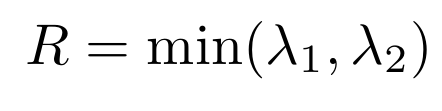 R = min(λ₁, λ₂)